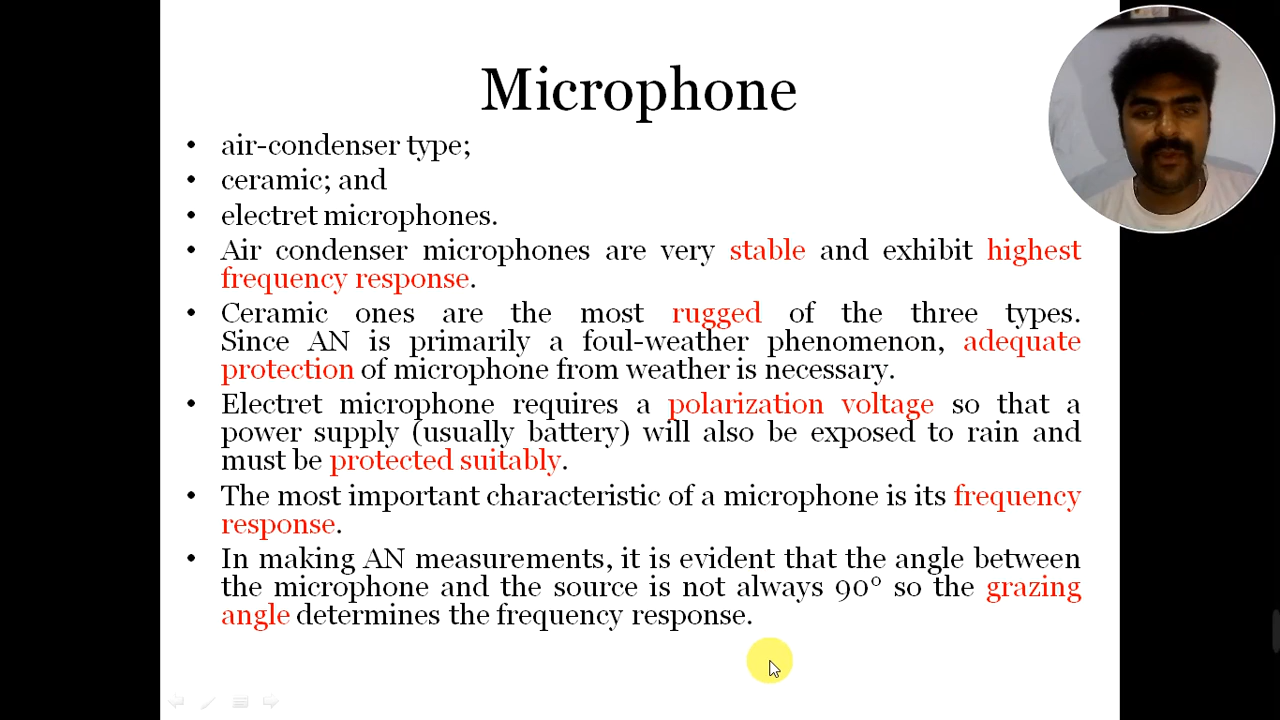 Microphone
• air-condenser type;
• ceramic; and
• electret microphones.
• Air condenser microphones are very stable and exhibit highest
frequency response.
• Ceramic ones are the most rugged of the three types.
Since AN is primarily a foul-weather phenomenon, adequate
protection of microphone from weather is necessary.
• Electret microphone requires a polarization voltage so that a
power supply (usually battery) will also be exposed to rain and
must be protected suitably.
• The most important characteristic of a microphone is its frequency
response.
• In making AN measurements, it is evident that the angle between
the microphone and the source is not always 90° so the grazing
angle determines the frequency response.